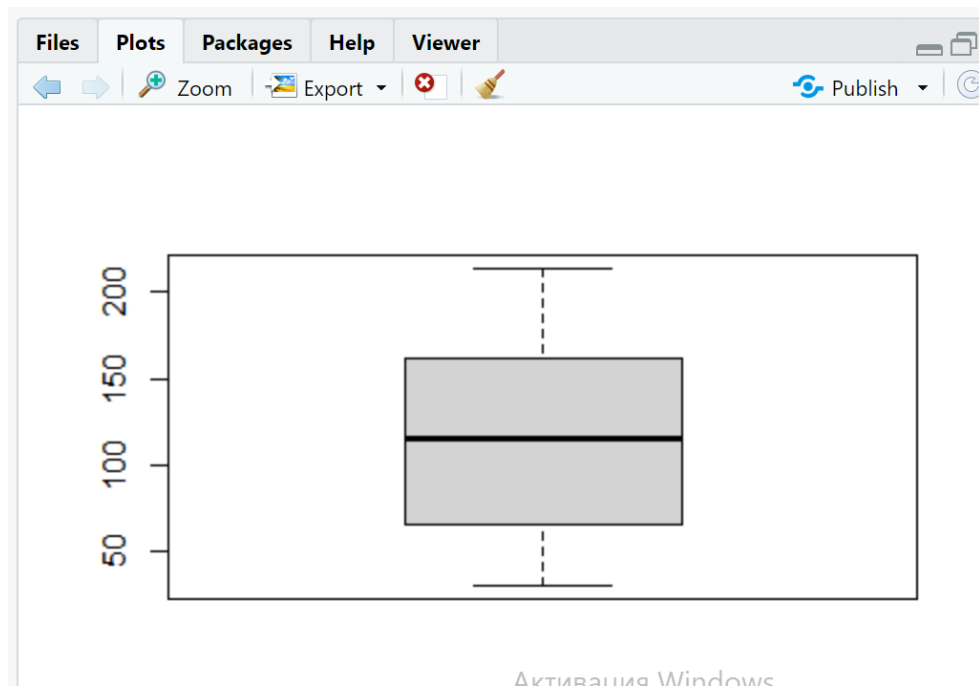 Files Plots Packages Help Viewer
Zoom Export Publish
200
150
100
50
Активация Windows